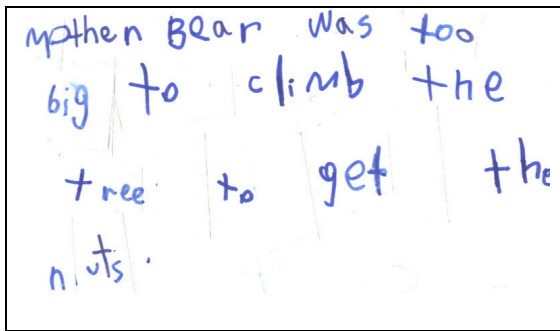 mothen Bear was too
big to climb the
tree to get the
nuts.